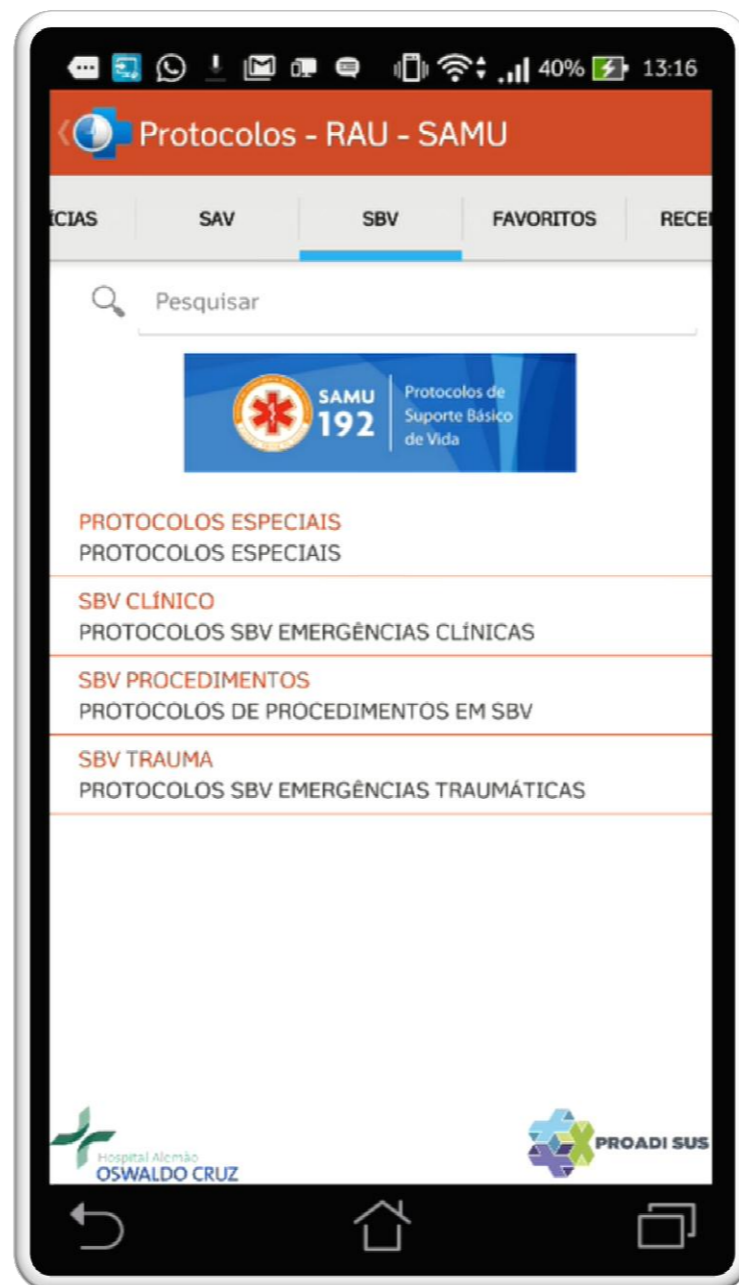 40% 13:16
Protocolos - RAU - SAMU
ÍCIAS SAV SBV FAVORITOS RECE
Pesquisar
SAMU
192
Protocolos de
Suporte Básico
de Vida
PROTOCOLOS ESPECIAIS
PROTOCOLOS ESPECIAIS
SBV CLÍNICO
PROTOCOLOS SBV EMERGÊNCIAS CLÍNICAS
SBV PROCEDIMENTOS
PROTOCOLOS DE PROCEDIMENTOS EM SBV
SBV TRAUMA
PROTOCOLOS SBV EMERGÊNCIAS TRAUMÁTICAS
Hospital Alemão
OSWALDO CRUZ
PROADI SUS